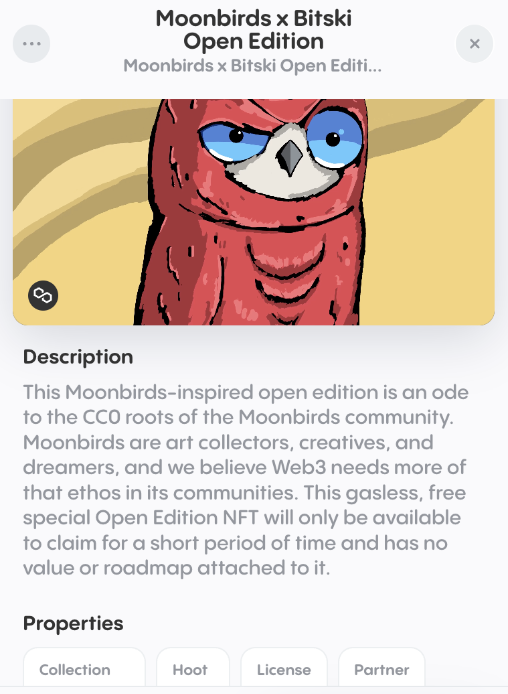 Moonbirds x Bitski
Open Edition
Moonbirds x Bitski Open Editi...
Description
This Moonbirds-inspired open edition is an ode
to the CC0 roots of the Moonbirds community.
Moonbirds are art collectors, creatives, and
dreamers, and we believe Web3 needs more of
that ethos in its communities. This gasless, free
special Open Edition NFT will only be available
to claim for a short period of time and has no
value or roadmap attached to it.
Properties
Collection Hoot License Partner